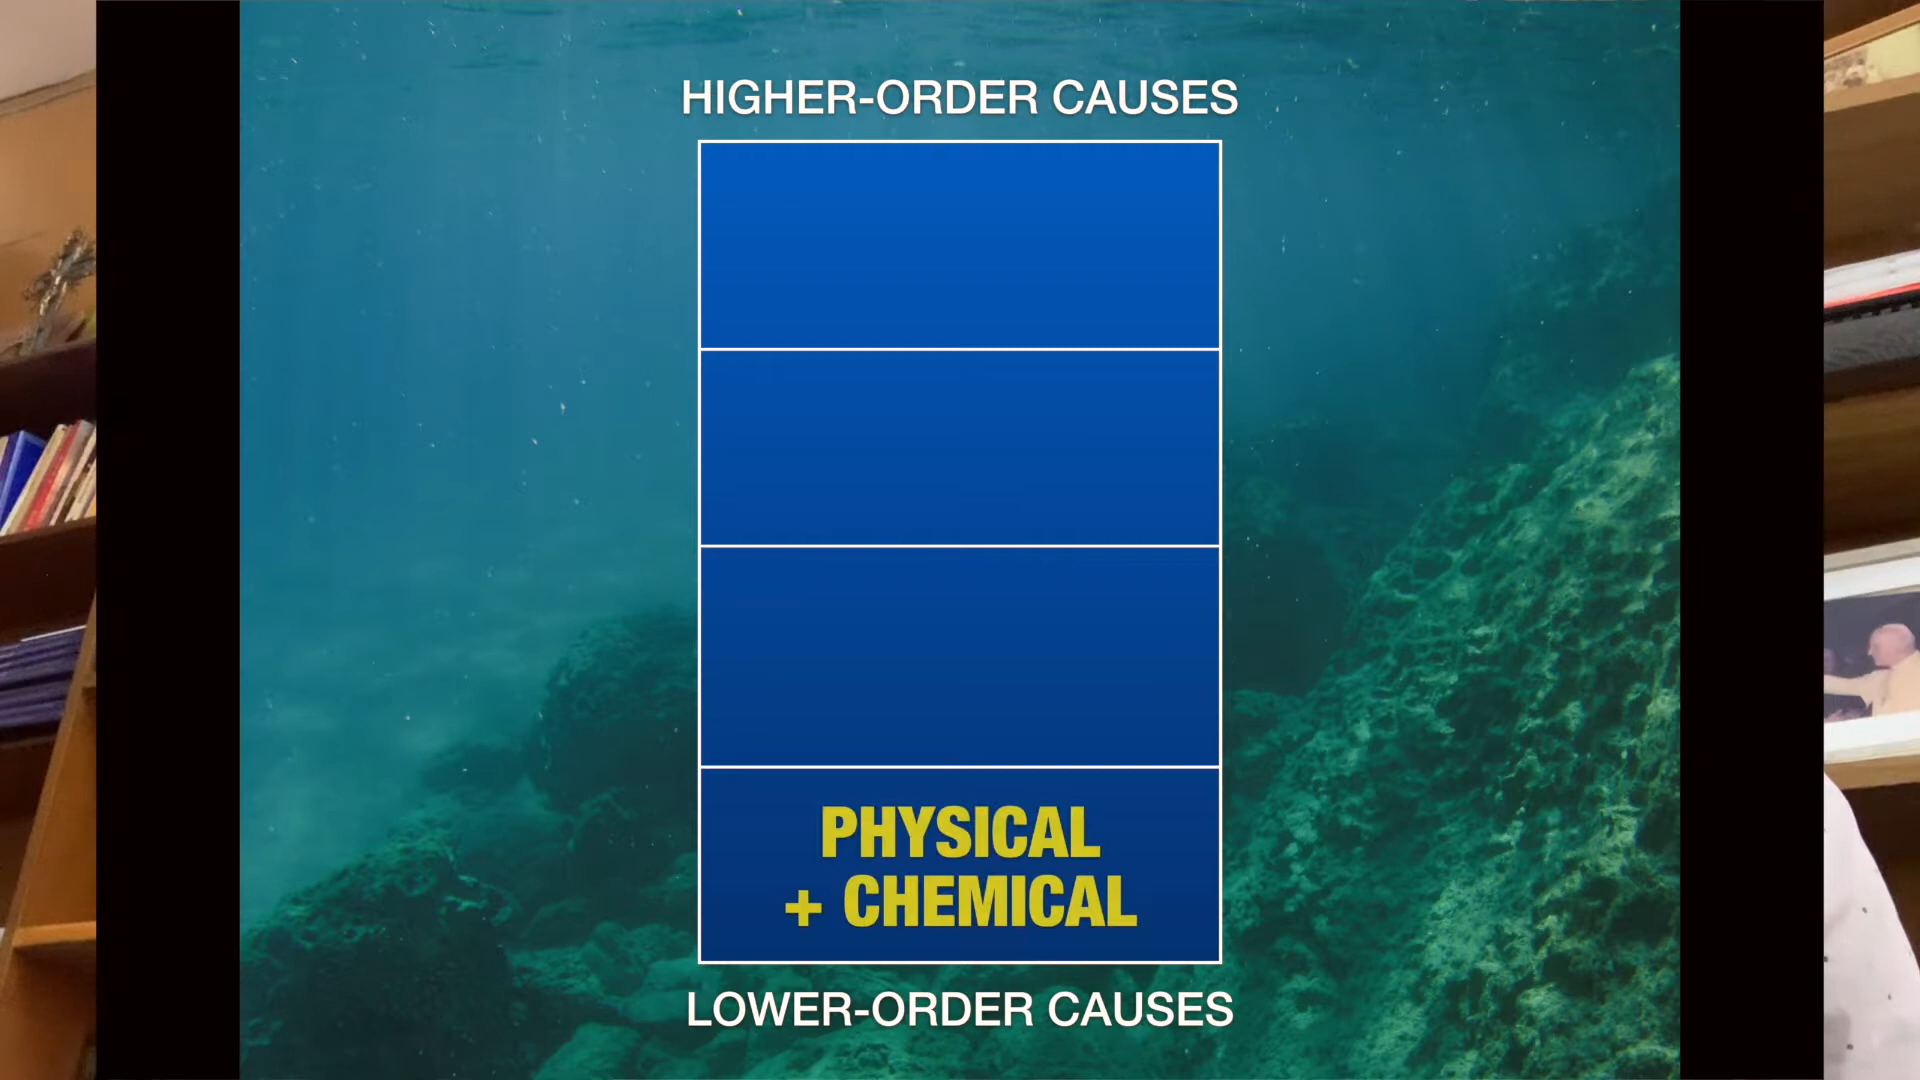 HIGHER-ORDER CAUSES
PHYSICAL
+ CHEMICAL
LOWER-ORDER CAUSES